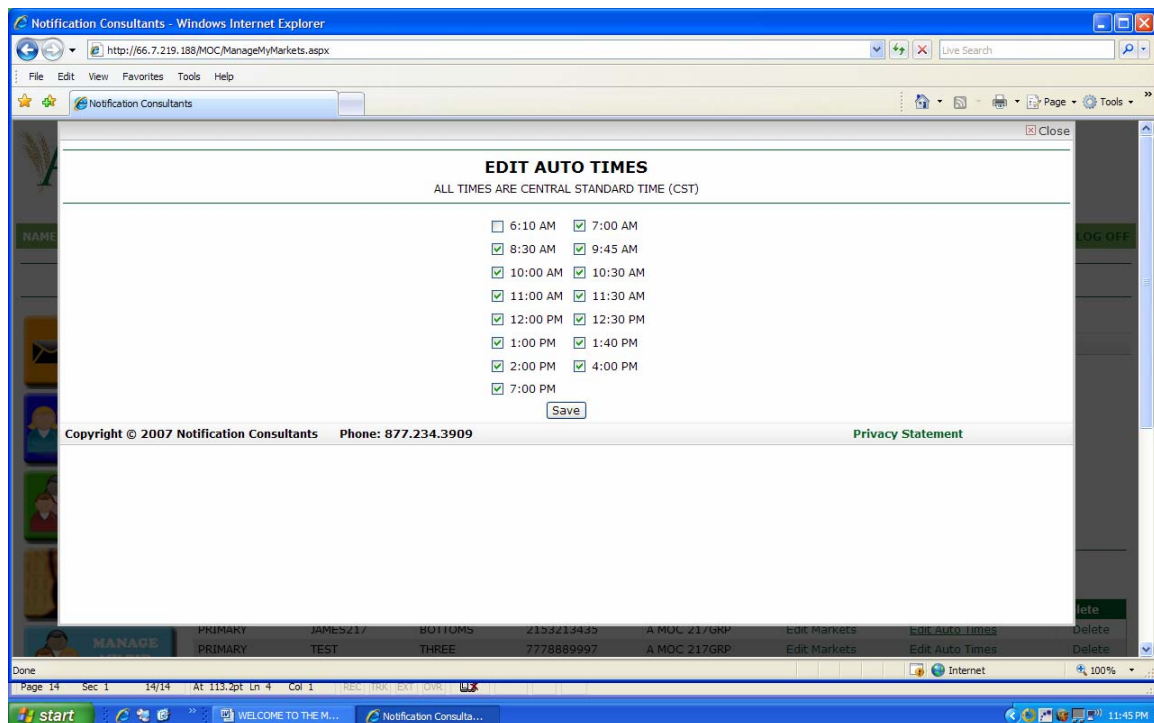 Notification Consultants - Windows Internet Explorer
http://66.7.219.188/MOC/ManageMyMarkets.aspx
Live Search
File Edit View Favorites Tools Help
Notification Consultants
Page Tools
Close
EDIT AUTO TIMES
ALL TIMES ARE CENTRAL STANDARD TIME (CST)
NAME
LOG OFF
6:10 AM 7:00 AM
8:30 AM 9:45 AM
10:00 AM 10:30 AM
11:00 AM 11:30 AM
12:00 PM 12:30 PM
1:00 PM 1:40 PM
2:00 PM 4:00 PM
7:00 PM
Save
Copyright © 2007 Notification Consultants Phone: 877.234.3909 Privacy Statement
lete
PRIMARY JAMES217 BOTTOMS 2153213435 A MOC 217GRP Edit Markets Edit Auto Times Delete
MANAGE
PRIMARY TEST THREE 7778889997 A MOC 217GRP Edit Markets Edit Auto Times Delete
Done Internet 100%
Page 14 Sec 1 14/14 At 113.2pt Ln 4 Col 1 REC TRK EXT OVR
start WELCOME TO THE M... Notification Consulta... 11:45 PM